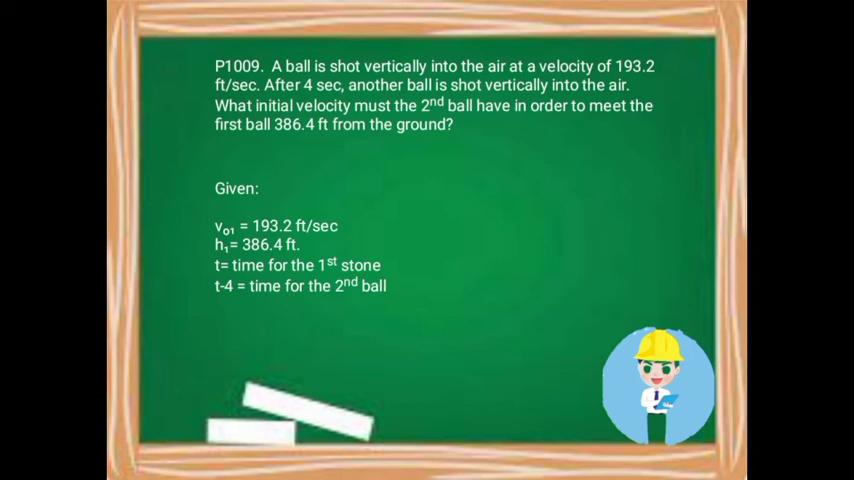 P1009. A ball is shot vertically into the air at a velocity of 193.2
ft/sec. After 4 sec, another ball is shot vertically into the air.
What initial velocity must the 2nd ball have in order to meet the
first ball 386.4 ft from the ground?
Given:
v₀₁ = 193.2 ft/sec
h₁= 386.4 ft.
t= time for the 1st stone
t-4 = time for the 2nd ball